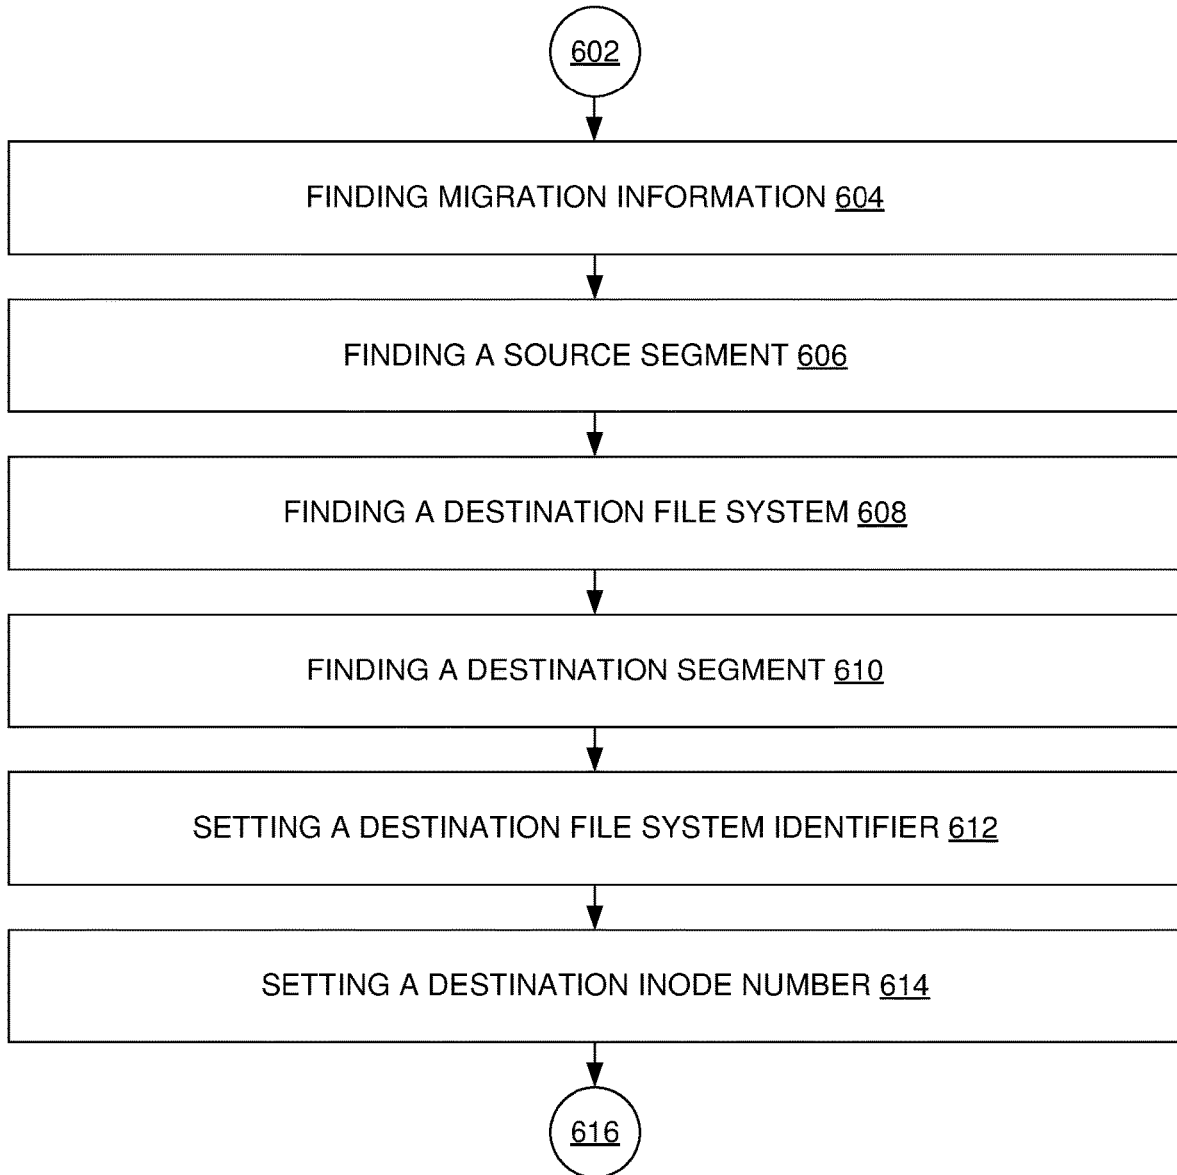 602
FINDING MIGRATION INFORMATION 604
FINDING A SOURCE SEGMENT 606
FINDING A DESTINATION FILE SYSTEM 608
FINDING A DESTINATION SEGMENT 610
SETTING A DESTINATION FILE SYSTEM IDENTIFIER 612
SETTING A DESTINATION INODE NUMBER 614
616